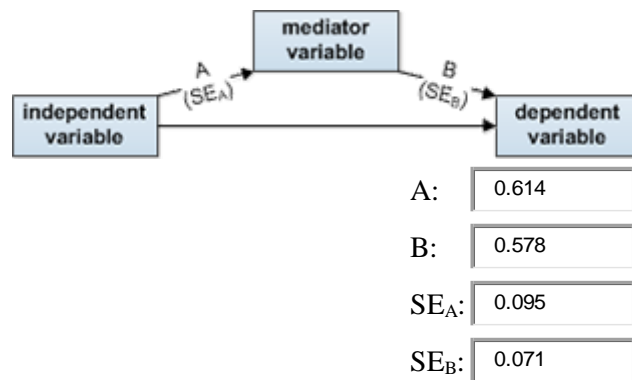 mediator
variable
A
(SEA)
B
(SEB)
independent
variable
dependent
variable
A: 0.614
B: 0.578
SEA: 0.095
SEB: 0.071